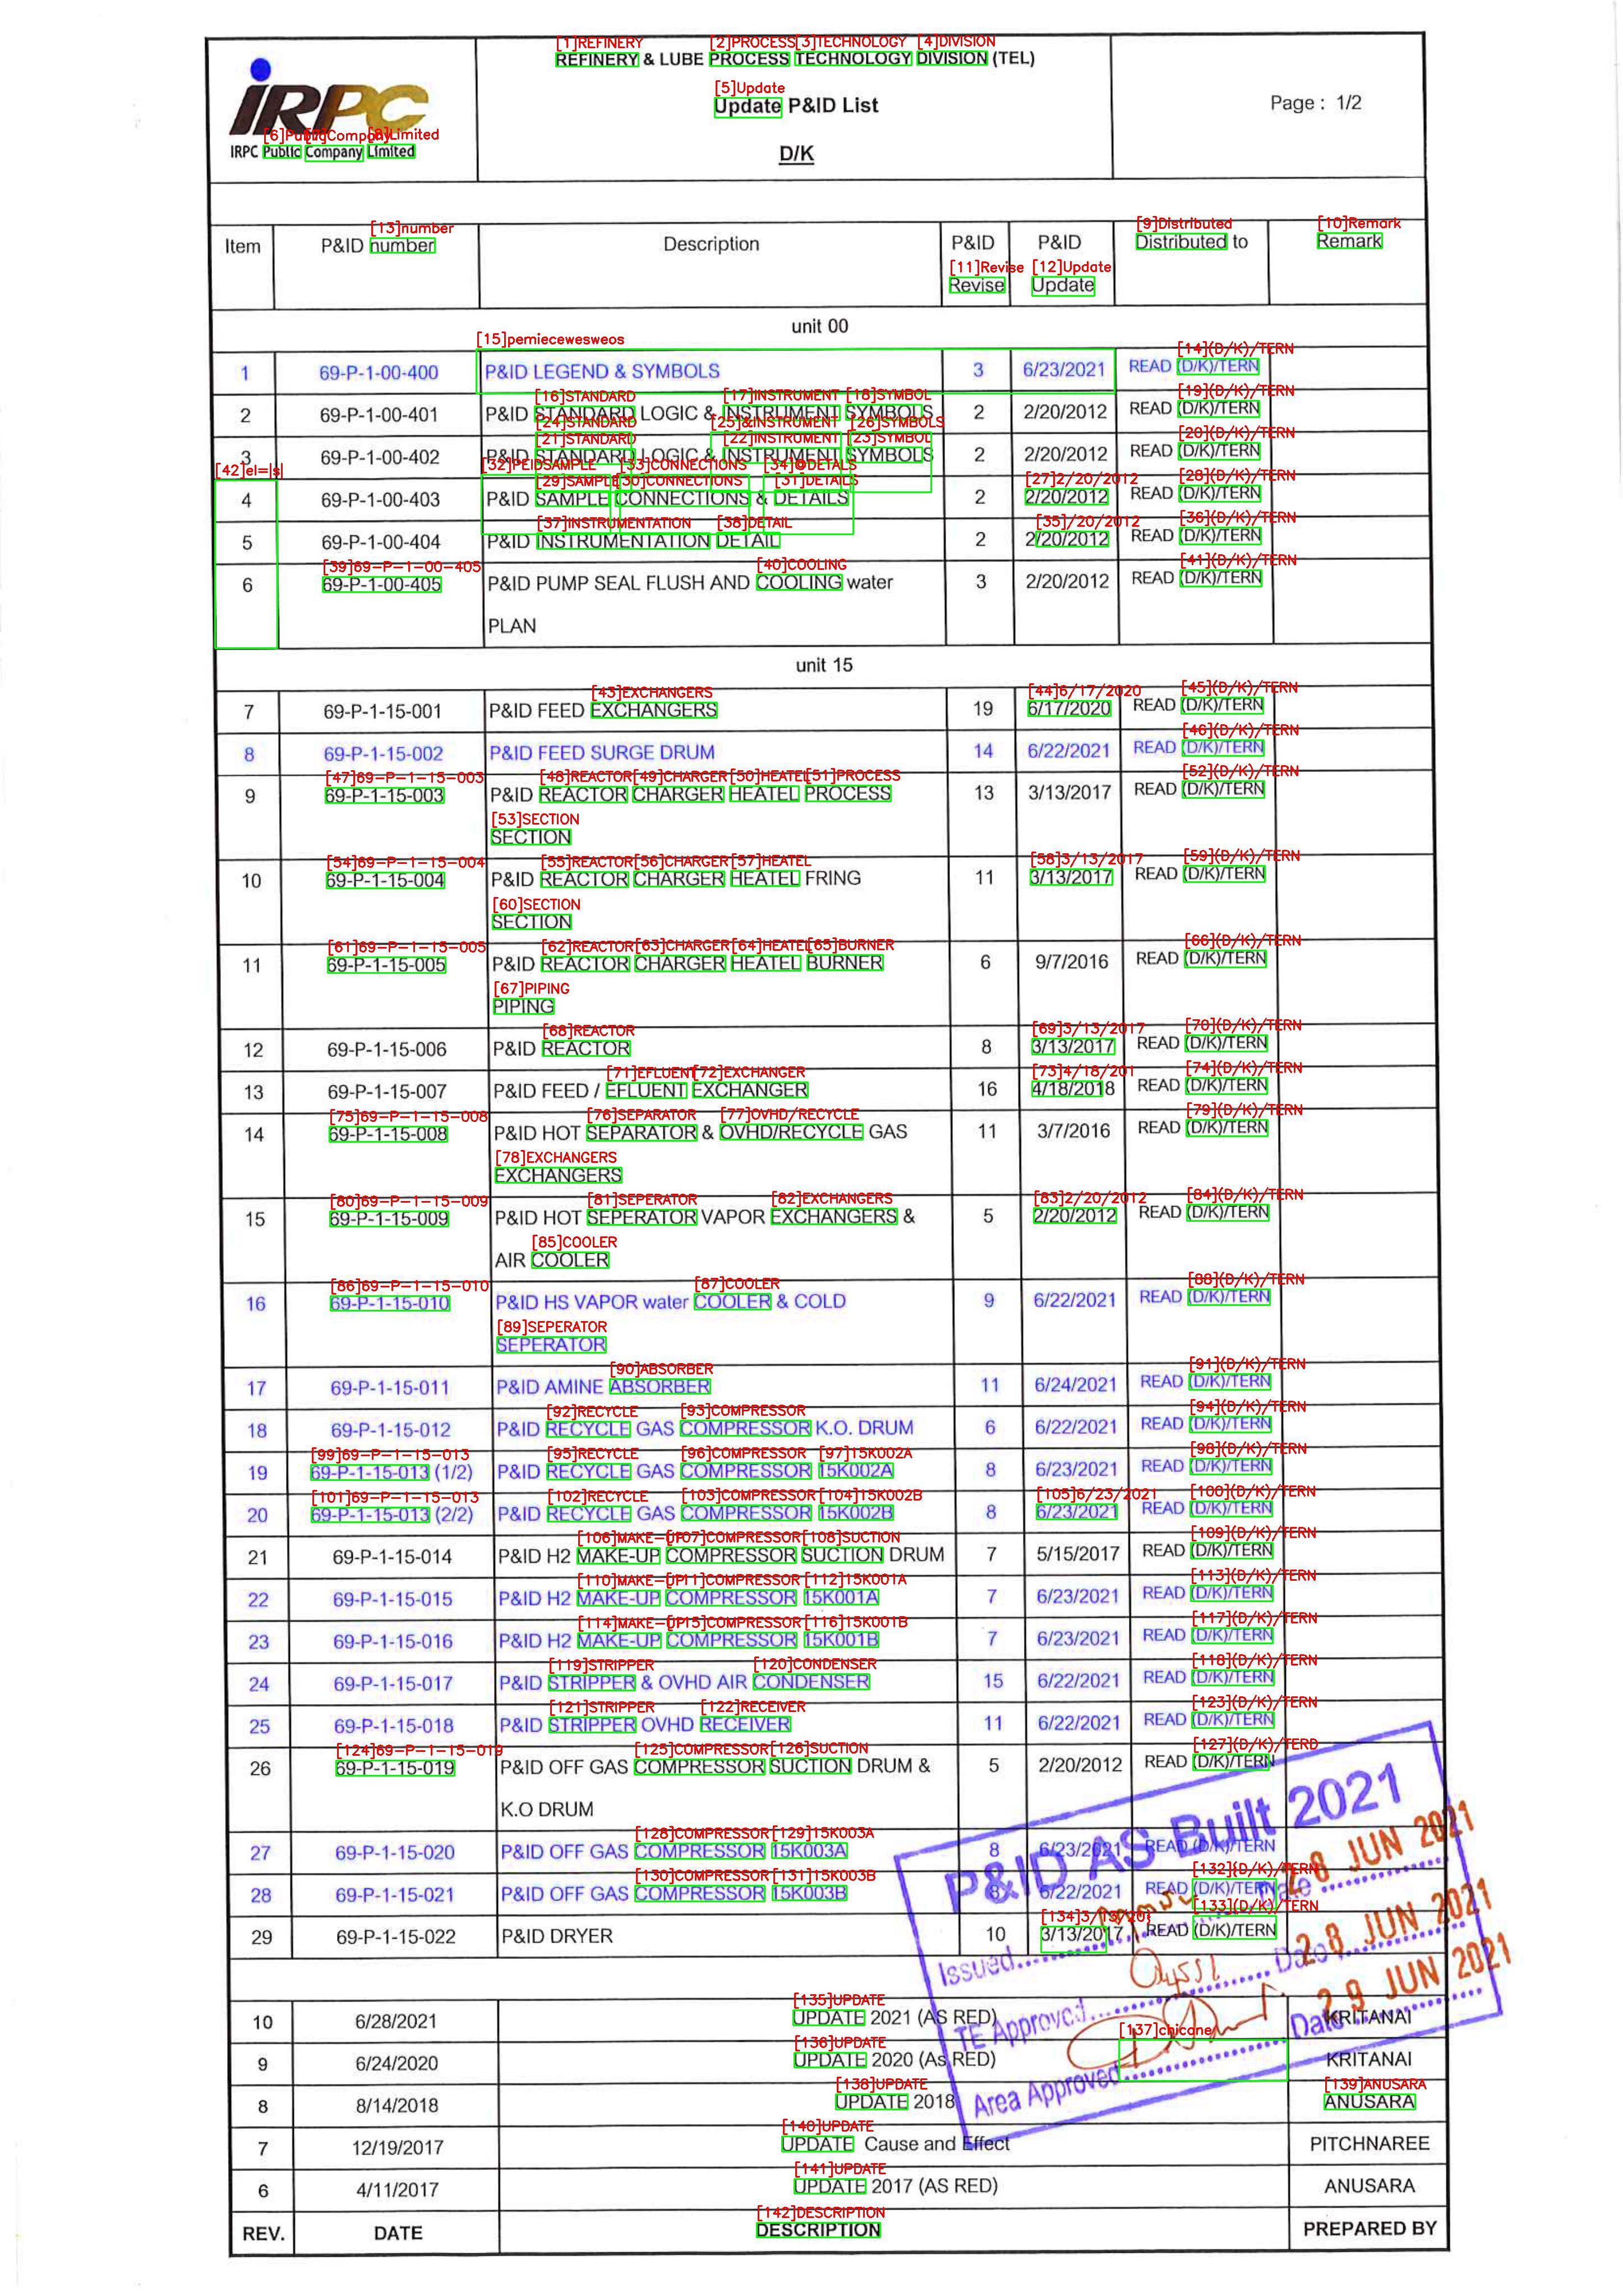 REFINERY & LUBE PROCESS TECHNOLOGY DIVISION (TEL)
Update P&ID List
D/K
Page : 1/2
iRPC
IRPC Public Company Limited
Item P&ID number Description P&ID Revise P&ID Update Distributed to Remark
unit 00
1 69-P-1-00-400 P&ID LEGEND & SYMBOLS 3 6/23/2021 READ (D/K)/TERN
2 69-P-1-00-401 P&ID STANDARD LOGIC & INSTRUMENT SYMBOLS 2 2/20/2012 READ (D/K)/TERN
3 69-P-1-00-402 P&ID STANDARD LOGIC & INSTRUMENT SYMBOLS 2 2/20/2012 READ (D/K)/TERN
4 69-P-1-00-403 P&ID SAMPLE CONNECTIONS & DETAILS 2 2/20/2012 READ (D/K)/TERN
5 69-P-1-00-404 P&ID INSTRUMENTATION DETAIL 2 2/20/2012 READ (D/K)/TERN
6 69-P-1-00-405 P&ID PUMP SEAL FLUSH AND COOLING water 3 2/20/2012 READ (D/K)/TERN
PLAN
unit 15
7 69-P-1-15-001 P&ID FEED EXCHANGERS 19 6/17/2020 READ (D/K)/TERN
8 69-P-1-15-002 P&ID FEED SURGE DRUM 14 6/22/2021 READ (D/K)/TERN
9 69-P-1-15-003 P&ID REACTOR CHARGER HEATEL PROCESS 13 3/13/2017 READ (D/K)/TERN
SECTION
10 69-P-1-15-004 P&ID REACTOR CHARGER HEATEL FRING 11 3/13/2017 READ (D/K)/TERN
SECTION
11 69-P-1-15-005 P&ID REACTOR CHARGER HEATEL BURNER 6 9/7/2016 READ (D/K)/TERN
PIPING
12 69-P-1-15-006 P&ID REACTOR 8 3/13/2017 READ (D/K)/TERN
13 69-P-1-15-007 P&ID FEED / EFLUENT EXCHANGER 16 4/18/2018 READ (D/K)/TERN
14 69-P-1-15-008 P&ID HOT SEPARATOR & OVHD/RECYCLE GAS 11 3/7/2016 READ (D/K)/TERN
EXCHANGERS
15 69-P-1-15-009 P&ID HOT SEPERATOR VAPOR EXCHANGERS & 5 2/20/2012 READ (D/K)/TERN
AIR COOLER
16 69-P-1-15-010 P&ID HS VAPOR water COOLER & COLD 9 6/22/2021 READ (D/K)/TERN
SEPERATOR
17 69-P-1-15-011 P&ID AMINE ABSORBER 11 6/24/2021 READ (D/K)/TERN
18 69-P-1-15-012 P&ID RECYCLE GAS COMPRESSOR K.O. DRUM 6 6/22/2021 READ (D/K)/TERN
19 69-P-1-15-013 (1/2) P&ID RECYCLE GAS COMPRESSOR 15K002A 8 6/23/2021 READ (D/K)/TERN
20 69-P-1-15-013 (2/2) P&ID RECYCLE GAS COMPRESSOR 15K002B 8 6/23/2021 READ (D/K)/TERN
21 69-P-1-15-014 P&ID H2 MAKE-UP COMPRESSOR SUCTION DRUM 7 5/15/2017 READ (D/K)/TERN
22 69-P-1-15-015 P&ID H2 MAKE-UP COMPRESSOR 15K001A 7 6/23/2021 READ (D/K)/TERN
23 69-P-1-15-016 P&ID H2 MAKE-UP COMPRESSOR 15K001B 7 6/23/2021 READ (D/K)/TERN
24 69-P-1-15-017 P&ID STRIPPER & OVHD AIR CONDENSER 15 6/22/2021 READ (D/K)/TERN
25 69-P-1-15-018 P&ID STRIPPER OVHD RECEIVER 11 6/22/2021 READ (D/K)/TERN
26 69-P-1-15-019 P&ID OFF GAS COMPRESSOR SUCTION DRUM & 5 2/20/2012 READ (D/K)/TERN
K.O DRUM
27 69-P-1-15-020 P&ID OFF GAS COMPRESSOR 15K003A 8 6/23/2021 READ (D/K)/TERN
28 69-P-1-15-021 P&ID OFF GAS COMPRESSOR 15K003B 8 6/22/2021 READ (D/K)/TERN
29 69-P-1-15-022 P&ID DRYER 10 3/13/2017 READ (D/K)/TERN
P&ID AS Built 2021
Issued Date 28 JUN 2021
TE Approved Date 28 JUN 2021
Area Approved Date 29 JUN 2021
10 6/28/2021 UPDATE 2021 (AS RED) KRITANAI
9 6/24/2020 UPDATE 2020 (As RED) KRITANAI
8 8/14/2018 UPDATE 2018 ANUSARA
7 12/19/2017 UPDATE Cause and Effect PITCHNAREE
6 4/11/2017 UPDATE 2017 (AS RED) ANUSARA
REV. DATE DESCRIPTION PREPARED BY